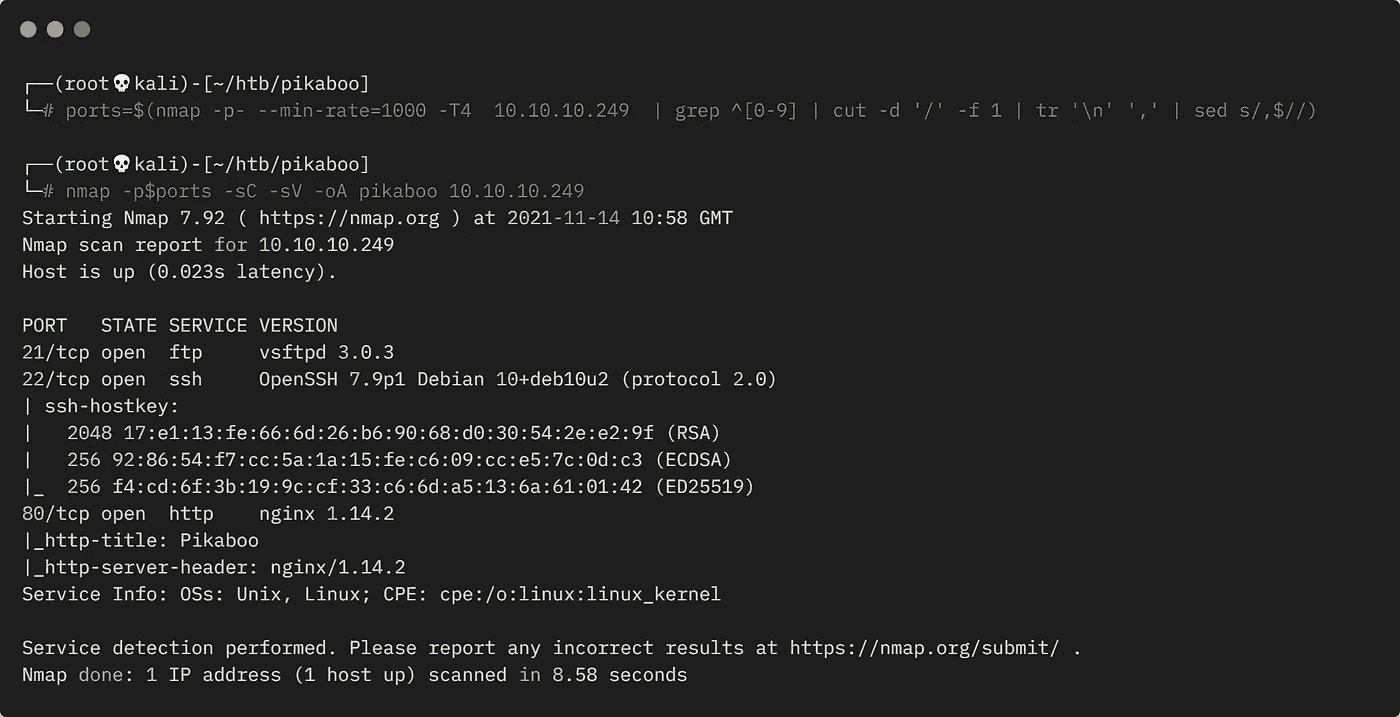 ┌──(root💀kali)-[~/htb/pikaboo]
└─# ports=$(nmap -p- --min-rate=1000 -T4  10.10.10.249  | grep ^[0-9] | cut -d '/' -f 1 | tr '\n' ',' | sed s/,$//)
┌──(root💀kali)-[~/htb/pikaboo]
└─# nmap -p$ports -sC -sV -oA pikaboo 10.10.10.249
Starting Nmap 7.92 ( https://nmap.org ) at 2021-11-14 10:58 GMT
Nmap scan report for 10.10.10.249
Host is up (0.023s latency).
PORT   STATE SERVICE VERSION
21/tcp open  ftp     vsftpd 3.0.3
22/tcp open  ssh     OpenSSH 7.9p1 Debian 10+deb10u2 (protocol 2.0)
| ssh-hostkey:
|   2048 17:e1:13:fe:66:6d:26:b6:90:68:d0:30:54:2e:e2:9f (RSA)
|   256 92:86:54:f7:cc:5a:1a:15:fe:c6:09:cc:e5:7c:0d:c3 (ECDSA)
|_  256 f4:cd:6f:3b:19:9c:cf:33:c6:6d:a5:13:6a:61:01:42 (ED25519)
80/tcp open  http    nginx 1.14.2
|_http-title: Pikaboo
|_http-server-header: nginx/1.14.2
Service Info: OSs: Unix, Linux; CPE: cpe:/o:linux:linux_kernel
Service detection performed. Please report any incorrect results at https://nmap.org/submit/ .
Nmap done: 1 IP address (1 host up) scanned in 8.58 seconds